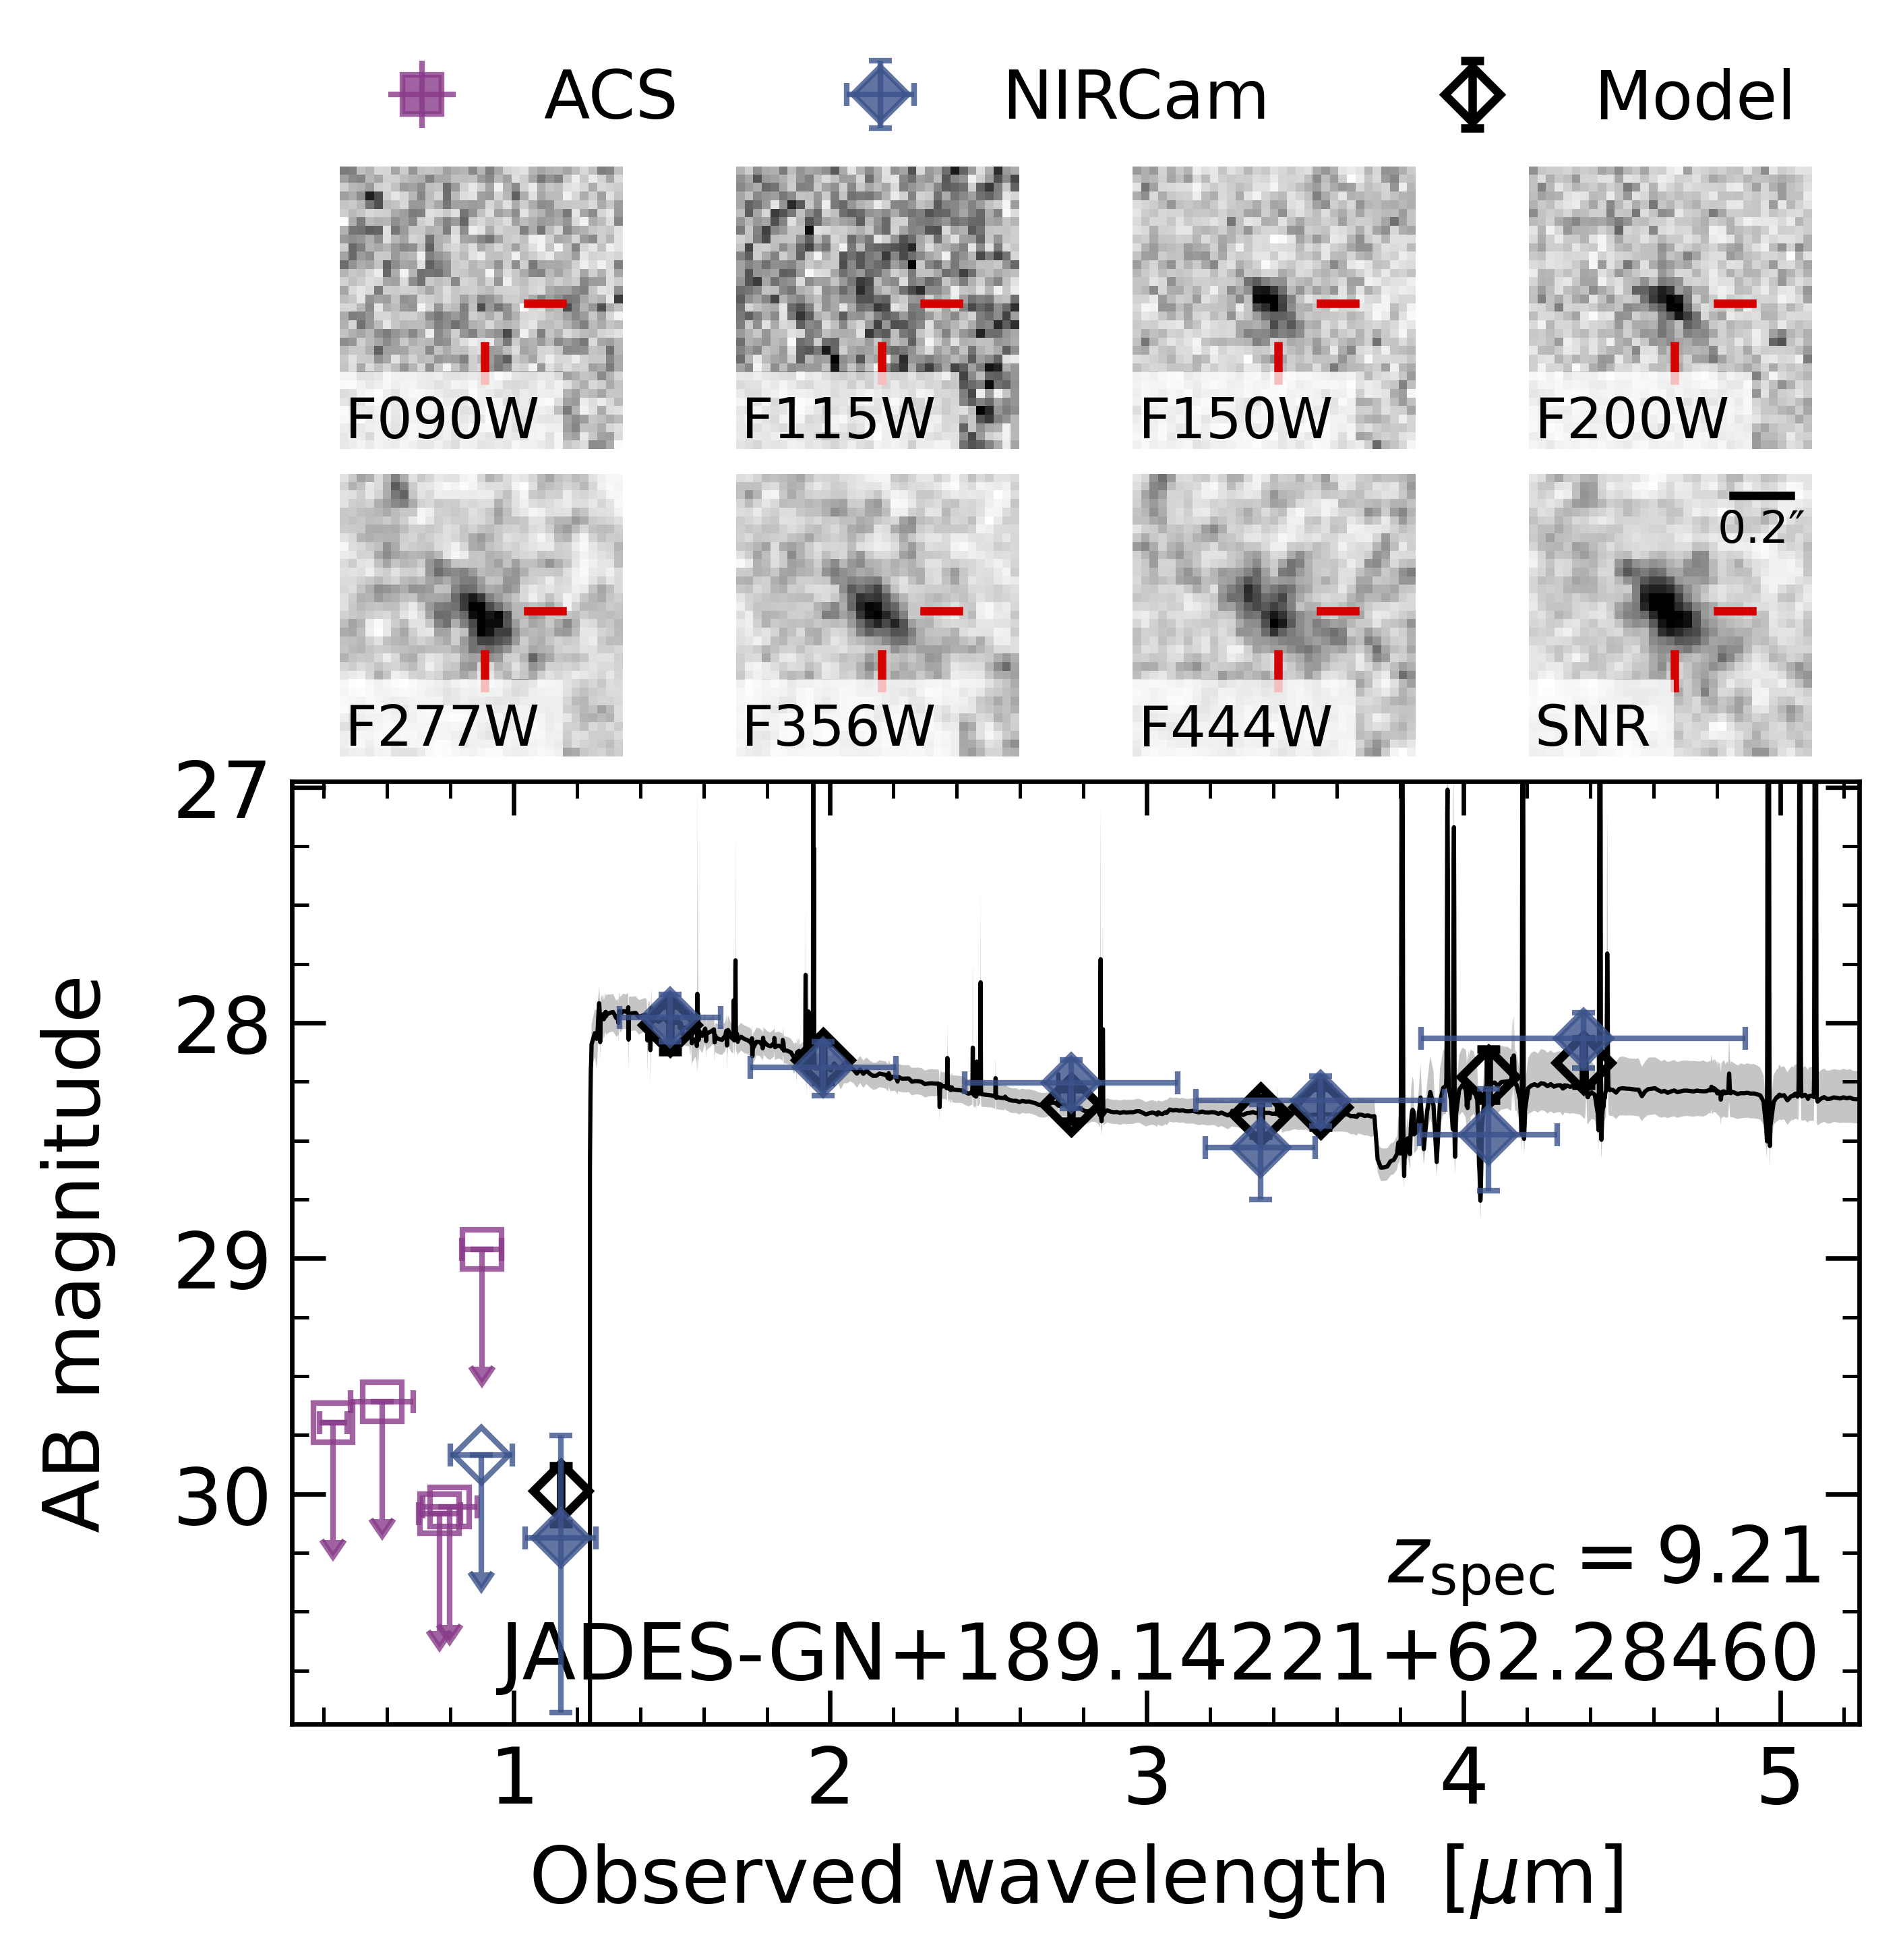 ACS NIRCam Model
F090W F115W F150W F200W
0.2″
F277W F356W F444W SNR
27
28
29
30
AB magnitude
z_spec = 9.21
JADES-GN+189.14221+62.28460
1 2 3 4 5
Observed wavelength [μm]